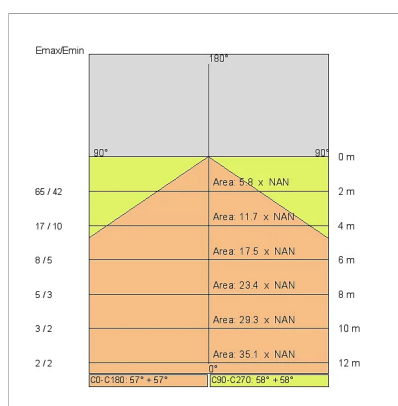 Emax/Emin
180°
90° 90° 0 m
Area: 5.8 x NAN
65 / 42 2 m
Area: 11.7 x NAN
17 / 10 4 m
Area: 17.5 x NAN
8 / 5 6 m
Area: 23.4 x NAN
5 / 3 8 m
Area: 29.3 x NAN
3 / 2 10 m
Area: 35.1 x NAN
2 / 2 12 m
0°
C0-C180: 57° + 57° C90-C270: 58° + 58°